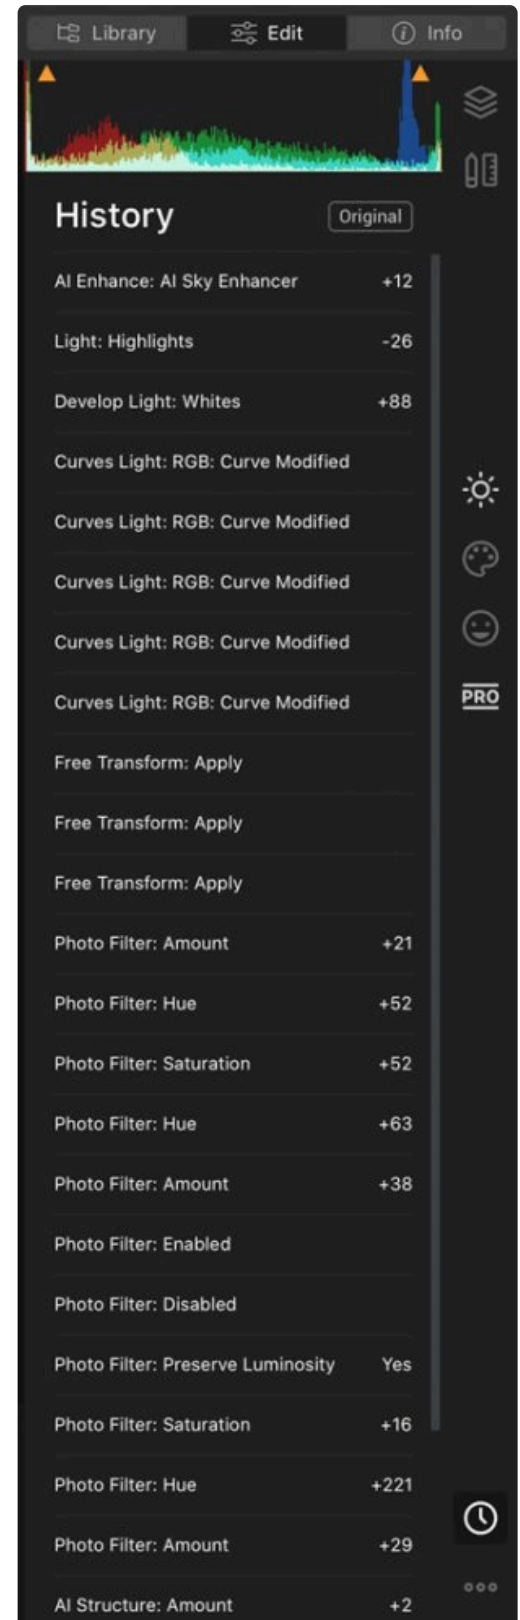 Library Edit Info
History Original
AI Enhance: AI Sky Enhancer +12
Light: Highlights -26
Develop Light: Whites +88
Curves Light: RGB: Curve Modified
Curves Light: RGB: Curve Modified
Curves Light: RGB: Curve Modified
Curves Light: RGB: Curve Modified
Curves Light: RGB: Curve Modified
PRO
Free Transform: Apply
Free Transform: Apply
Free Transform: Apply
Photo Filter: Amount +21
Photo Filter: Hue +52
Photo Filter: Saturation +52
Photo Filter: Hue +63
Photo Filter: Amount +38
Photo Filter: Enabled
Photo Filter: Disabled
Photo Filter: Preserve Luminosity Yes
Photo Filter: Saturation +16
Photo Filter: Hue +221
Photo Filter: Amount +29
AI Structure: Amount +2